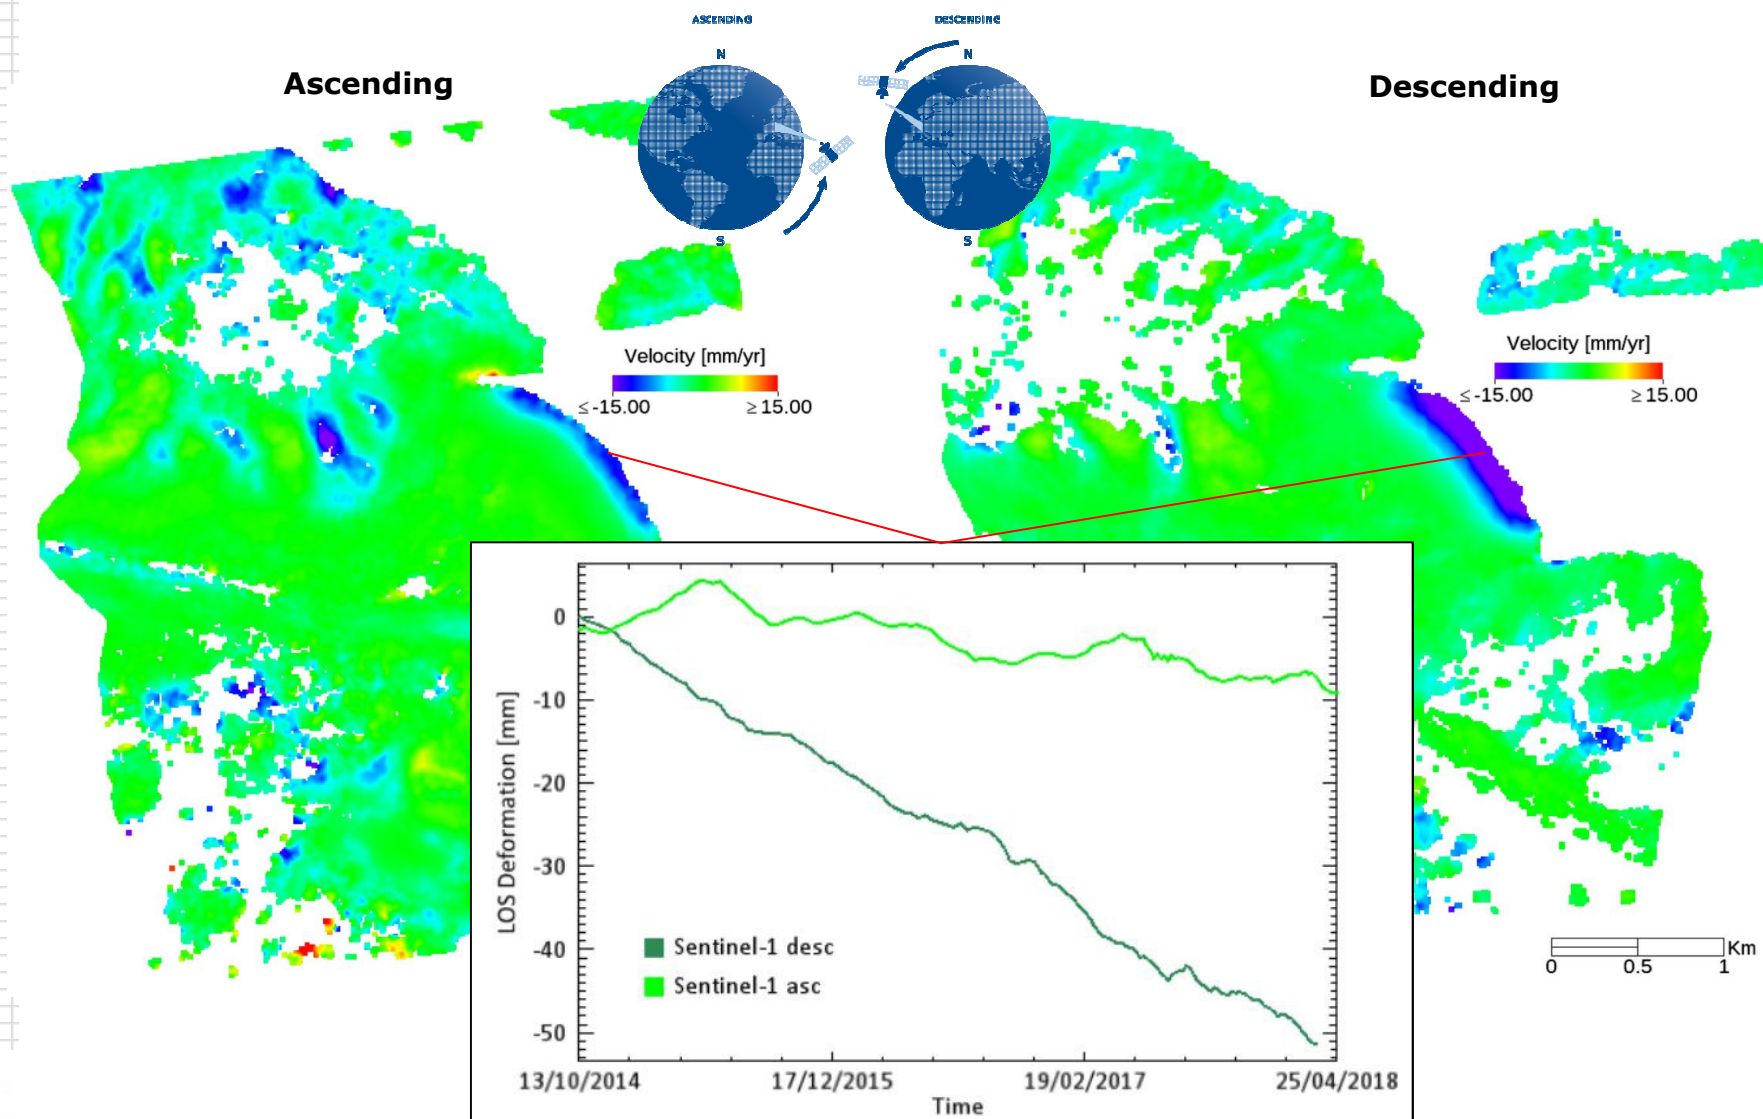 ASCENDING
DESCENDING
N
N
Ascending
Descending
S
S
Velocity [mm/yr]
≤ -15.00
≥ 15.00
Velocity [mm/yr]
≤ -15.00
≥ 15.00
0
-10
-20
-30
-40
-50
LOS Deformation [mm]
Sentinel-1 desc
Sentinel-1 asc
13/10/2014
17/12/2015
19/02/2017
25/04/2018
Time
Km
0
0.5
1